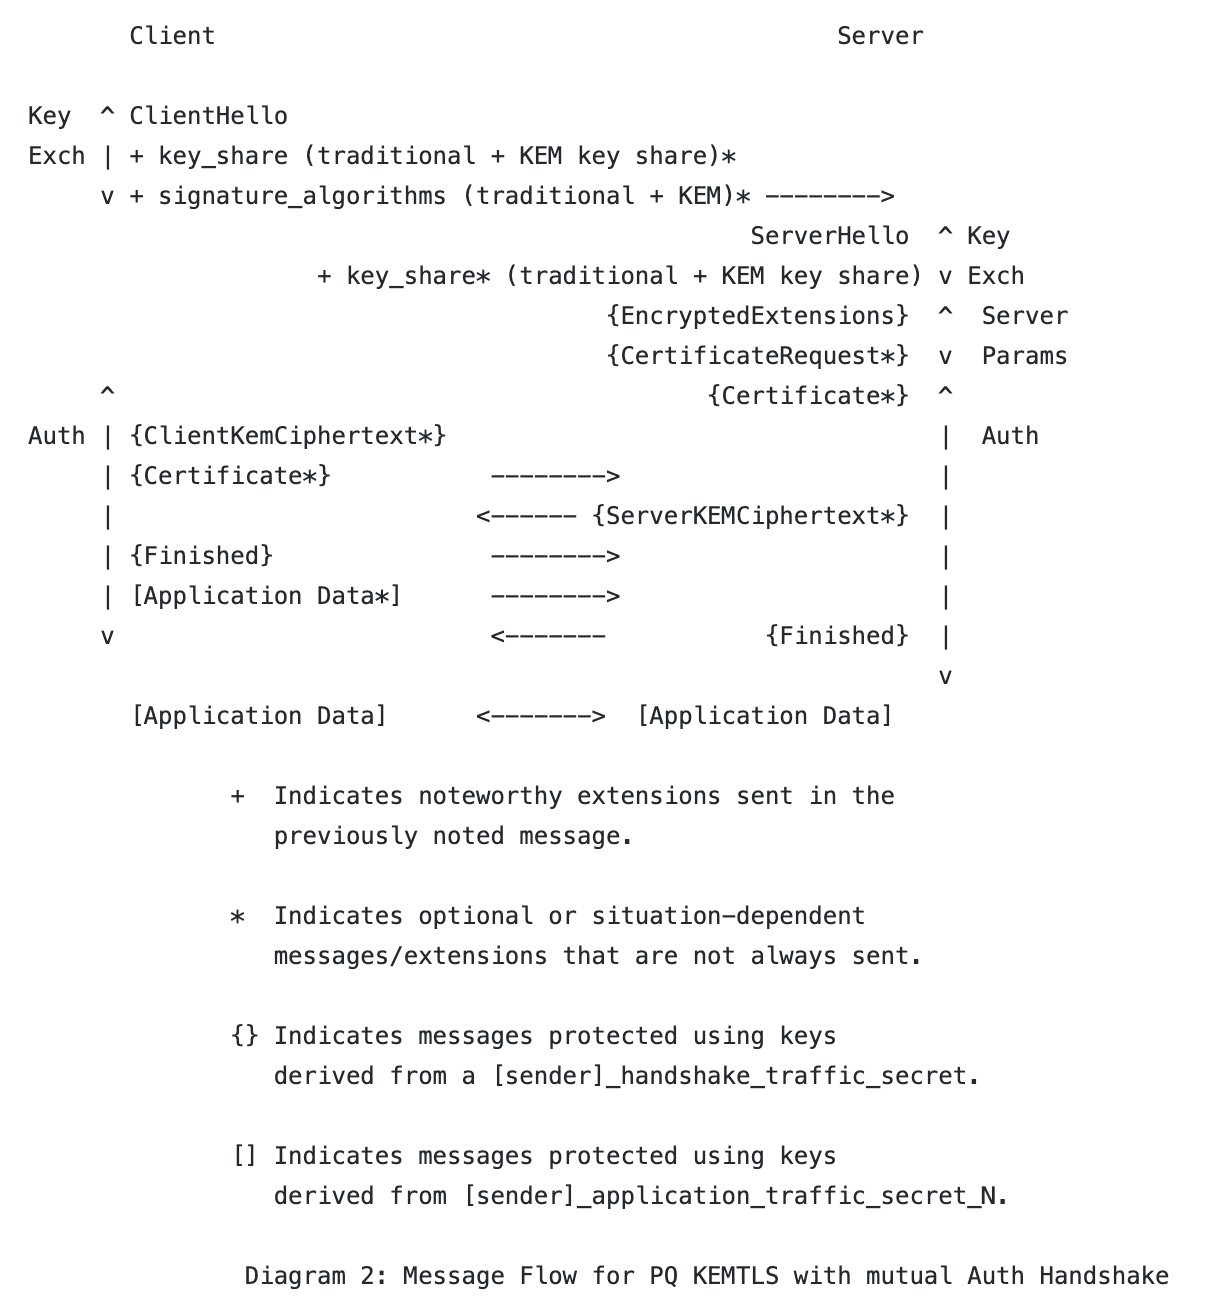 Client Server
Key ^ ClientHello
Exch | + key_share (traditional + KEM key share)*
v + signature_algorithms (traditional + KEM)* -------->
ServerHello ^ Key
+ key_share* (traditional + KEM key share) v Exch
{EncryptedExtensions} ^ Server
{CertificateRequest*} v Params
^ {Certificate*} ^
Auth | {ClientKemCiphertext*} | Auth
| {Certificate*} --------> |
| <------ {ServerKEMCiphertext*} |
| {Finished} --------> |
| [Application Data*] --------> |
v <------- {Finished} |
v
[Application Data] <-------> [Application Data]
+ Indicates noteworthy extensions sent in the
previously noted message.
* Indicates optional or situation-dependent
messages/extensions that are not always sent.
{} Indicates messages protected using keys
derived from a [sender]_handshake_traffic_secret.
[] Indicates messages protected using keys
derived from [sender]_application_traffic_secret_N.
Diagram 2: Message Flow for PQ KEMTLS with mutual Auth Handshake